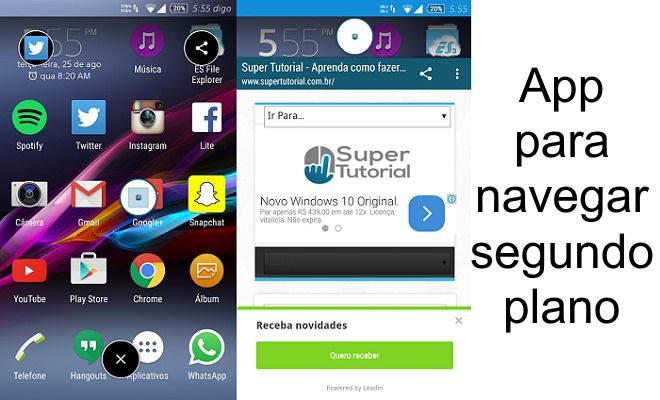 20% 5:55 digo
5 55 PM
terça-feira, 25 de ago
qua 8:20 AM
Música
ES File
Explorer
Spotify
Twitter
Instagram
Lite
Câmera
Gmail
Google+
Snapchat
YouTube
Play Store
Chrome
Álbum
Telefone
Hangouts
Aplicativos
WhatsApp
20% 5:55
5 55 PM
Super Tutorial - Aprenda como fazer...
www.supertutorial.com.br/
Ir Para...
Super
Tutorial
Novo Windows 10 Original.
Por apenas R$ 439,00 em até 12x. Licença
vitalícia. Não expira.
Receba novidades
Quero receber
Powered by Leadin
App
para
navegar
segundo
plano